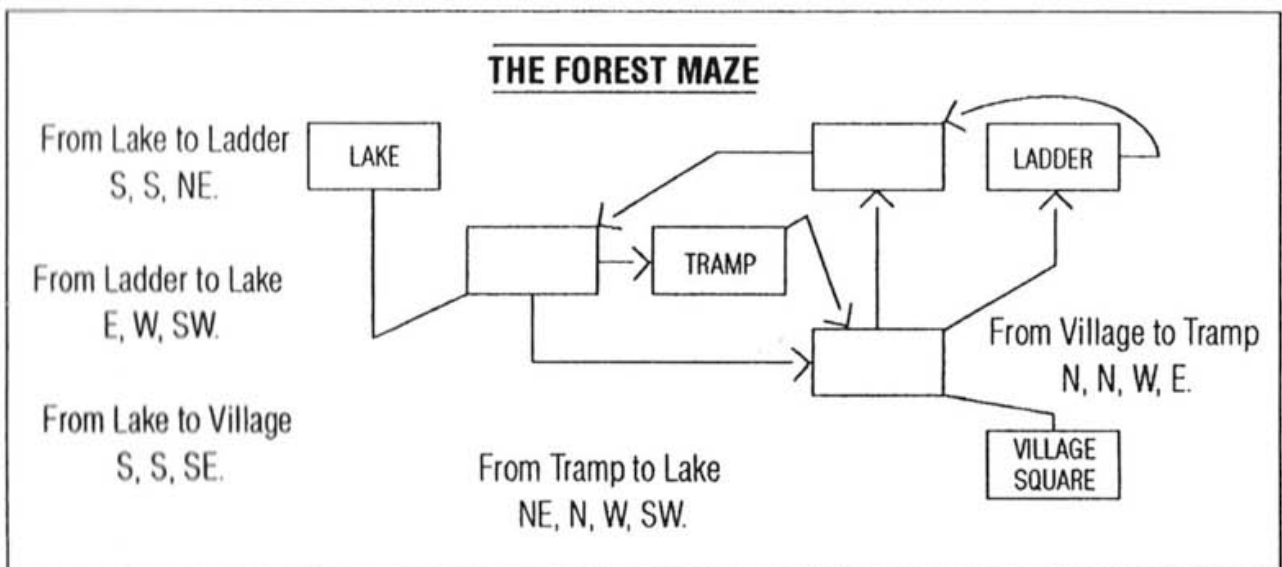 THE FOREST MAZE
From Lake to Ladder
S, S, NE.
LAKE
LADDER
From Ladder to Lake
E, W, SW.
TRAMP
From Village to Tramp
N, N, W, E.
From Lake to Village
S, S, SE.
From Tramp to Lake
NE, N, W, SW.
VILLAGE
SQUARE